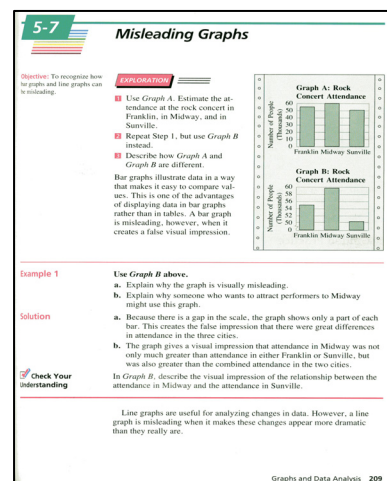 5-7
Misleading Graphs
Objective: To recognize how
bar graphs and line graphs can
be misleading.
EXPLORATION
1 Use Graph A. Estimate the at-
tendance at the rock concert in
Franklin, in Midway, and in
Sunville.
2 Repeat Step 1, but use Graph B
instead.
3 Describe how Graph A and
Graph B are different.
Bar graphs illustrate data in a way
that makes it easy to compare val-
ues. This is one of the advantages
of displaying data in bar graphs
rather than in tables. A bar graph
is misleading, however, when it
creates a false visual impression.
Graph A: Rock
Concert Attendance
Number of People
(Thousands)
60
50
40
30
20
10
0
Franklin Midway Sunville
Graph B: Rock
Concert Attendance
Number of People
(Thousands)
60
58
56
54
52
50
0
Franklin Midway Sunville
Example 1
Use Graph B above.
a. Explain why the graph is visually misleading.
b. Explain why someone who wants to attract performers to Midway
might use this graph.
Solution
a. Because there is a gap in the scale, the graph shows only a part of each
bar. This creates the false impression that there were great differences
in attendance in the three cities.
b. The graph gives a visual impression that attendance in Midway was not
only much greater than attendance in either Franklin or Sunville, but
was also greater than the combined attendance in the two cities.
Check Your
Understanding
In Graph B, describe the visual impression of the relationship between the
attendance in Midway and the attendance in Sunville.
Line graphs are useful for analyzing changes in data. However, a line
graph is misleading when it makes these changes appear more dramatic
than they really are.
Graphs and Data Analysis 209